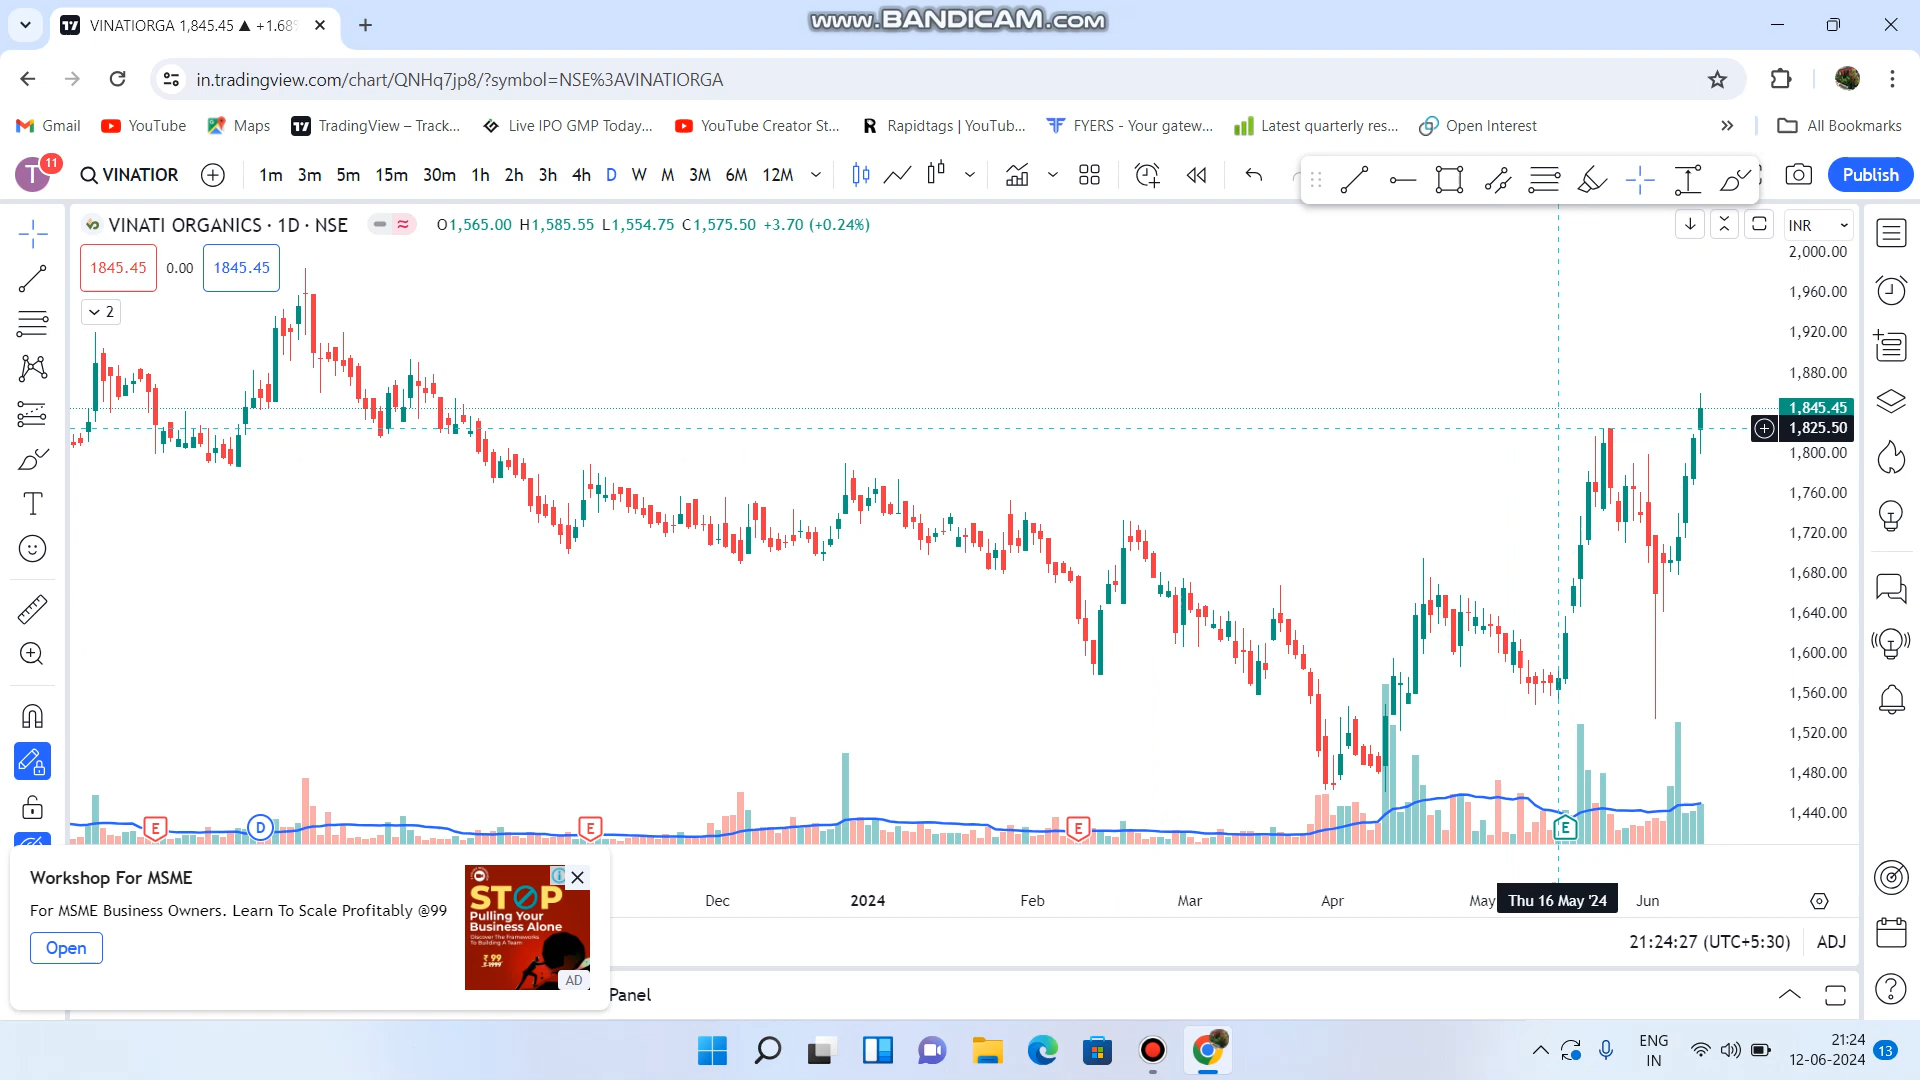 VINATIORGA 1,845.45 ▲ +1.68%
www.BANDICAM.com
in.tradingview.com/chart/QNHq7jp8/?symbol=NSE%3AVINATIORGA
Gmail YouTube Maps TradingView – Track... Live IPO GMP Today... YouTube Creator St... Rapidtags | YouTub... FYERS - Your gatew... Latest quarterly res... Open Interest All Bookmarks
T 11 VINATIOR 1m 3m 5m 15m 30m 1h 2h 3h 4h D W M 3M 6M 12M Publish
VINATI ORGANICS · 1D · NSE O1,565.00 H1,585.55 L1,554.75 C1,575.50 +3.70 (+0.24%) INR
1845.45 0.00 1845.45
2
2,000.00
1,960.00
1,920.00
1,880.00
1,845.45
1,825.50
1,800.00
1,760.00
1,720.00
1,680.00
1,640.00
1,600.00
1,560.00
1,520.00
1,480.00
1,440.00
E D E E E
Dec 2024 Feb Mar Apr May Thu 16 May '24 Jun
21:24:27 (UTC+5:30) ADJ
Workshop For MSME
For MSME Business Owners. Learn To Scale Profitably @99
Open
STOP
Pulling Your
Business Alone
Discover The Frameworks
To Building A Team
₹ 99
AD
Panel
ENG
IN
21:24
12-06-2024
13